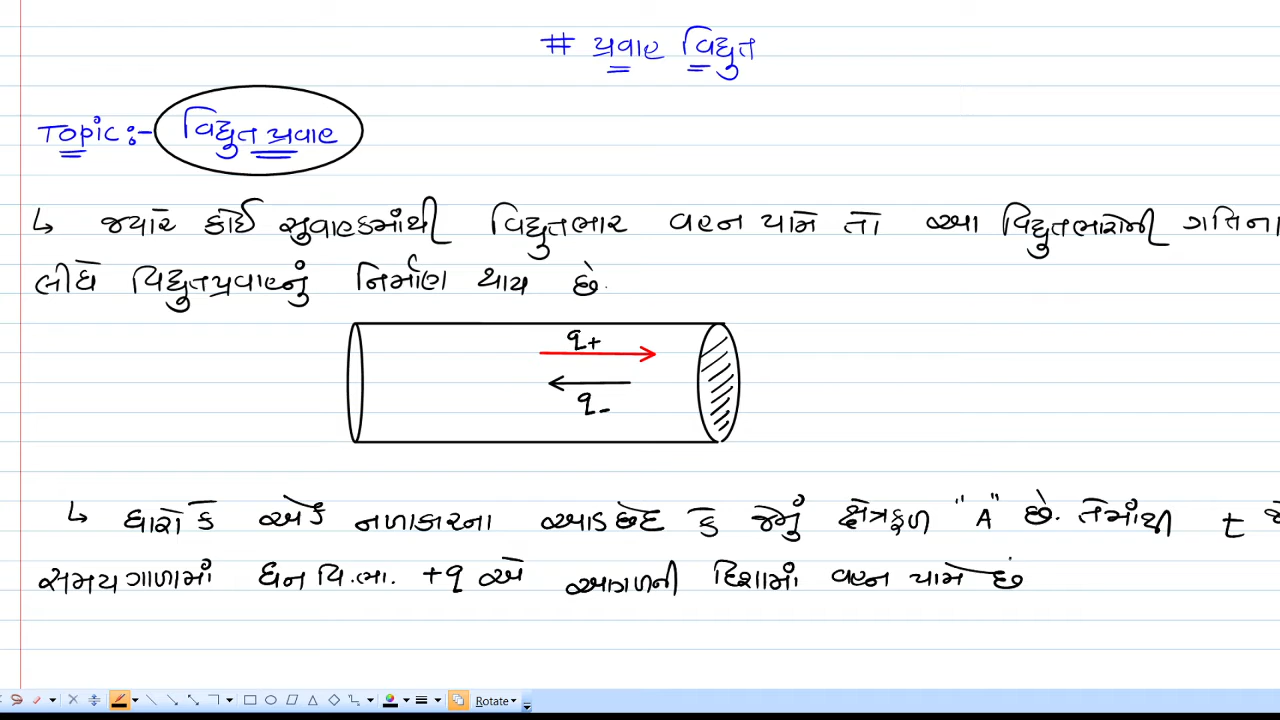 # પ્રવાહ વિદ્યુત
Topic:- વિદ્યુત પ્રવાહ
↳ જ્યારે કોઈ સુવાહકમાંથી વિદ્યુતભાર વહન પામે તો આ વિદ્યુતભારોની ગતિના
લીધે વિદ્યુતપ્રવાહનું નિર્માણ થાય છે.
q+
q-
↳ ધારો કે એક નળાકારના આડછેદ કે જેનું ક્ષેત્રફળ "A" છે. તેમાંથી t
સમયગાળામાં ધન વિ.ભા. +q એ આગળની દિશામાં વહન પામે છે
Rotate